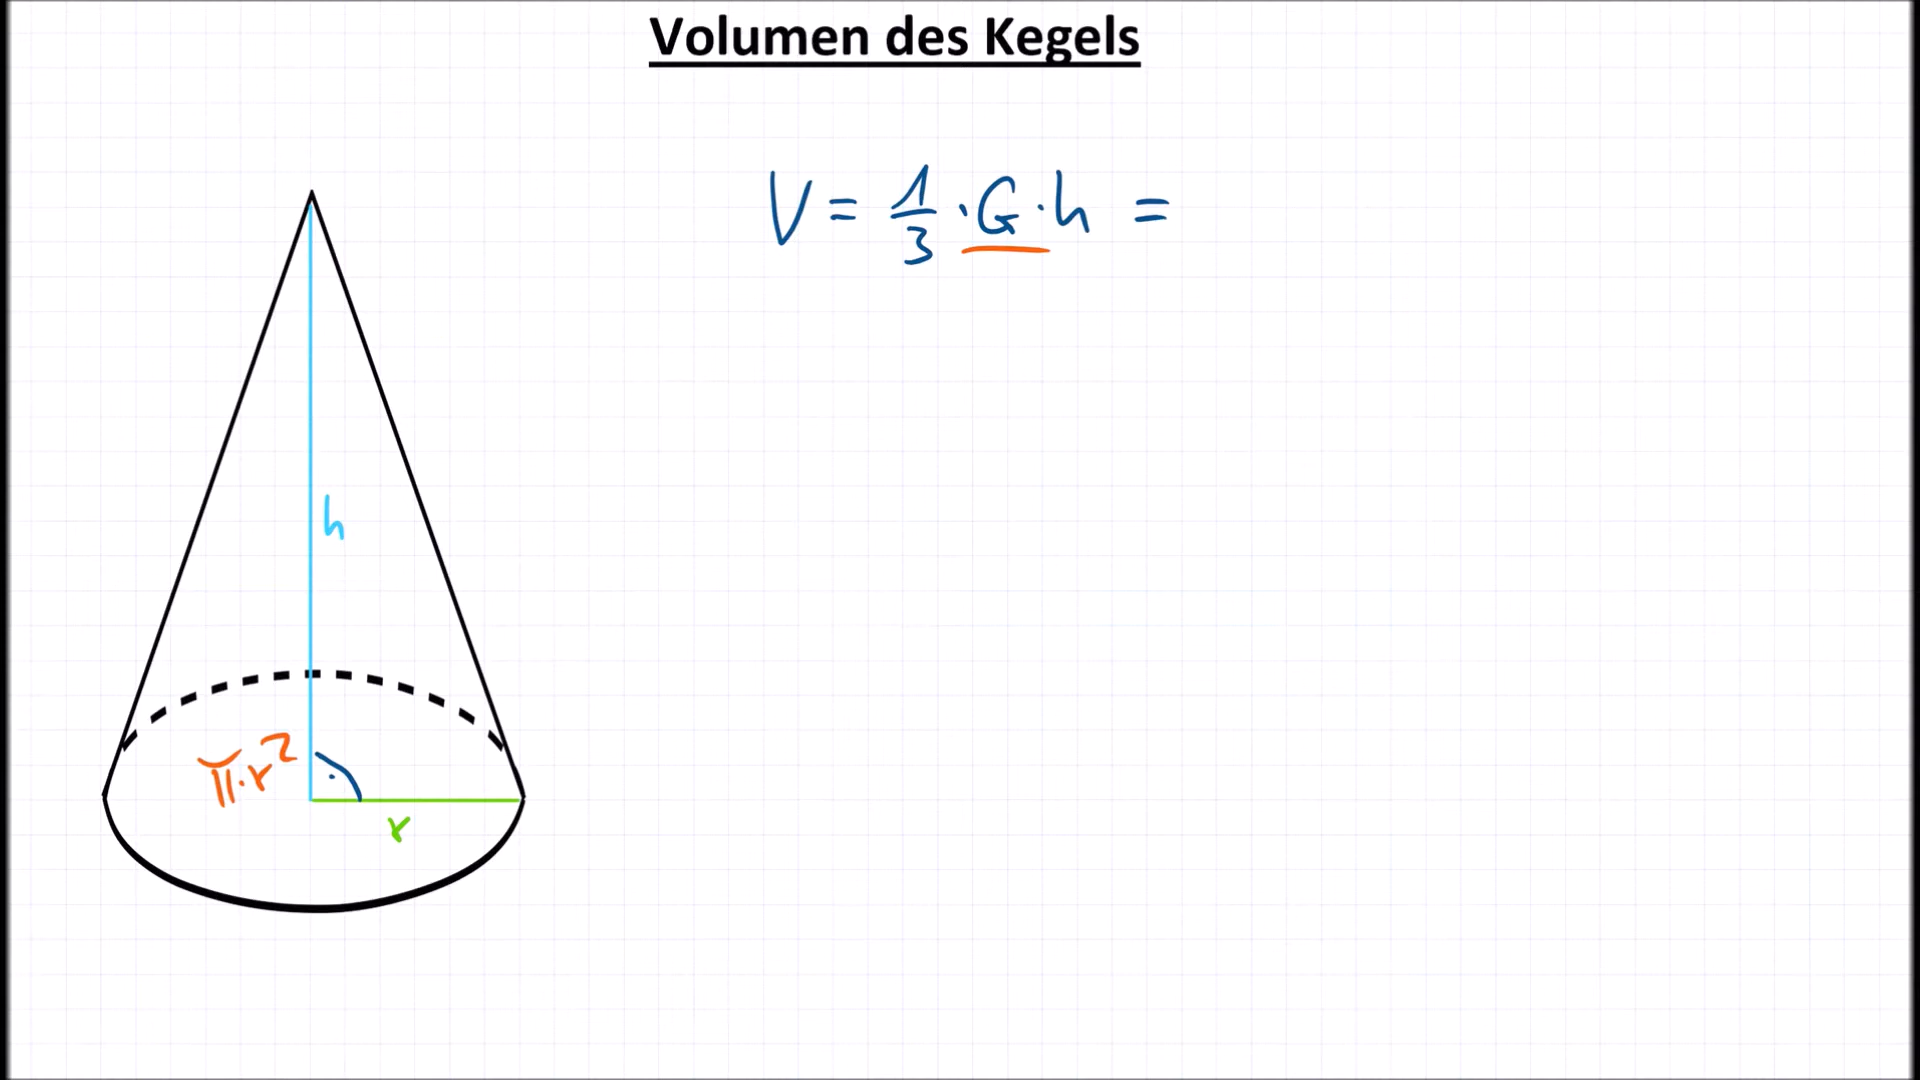 Volumen des Kegels
V = 1/3 · G · h =
h
π · r²
r